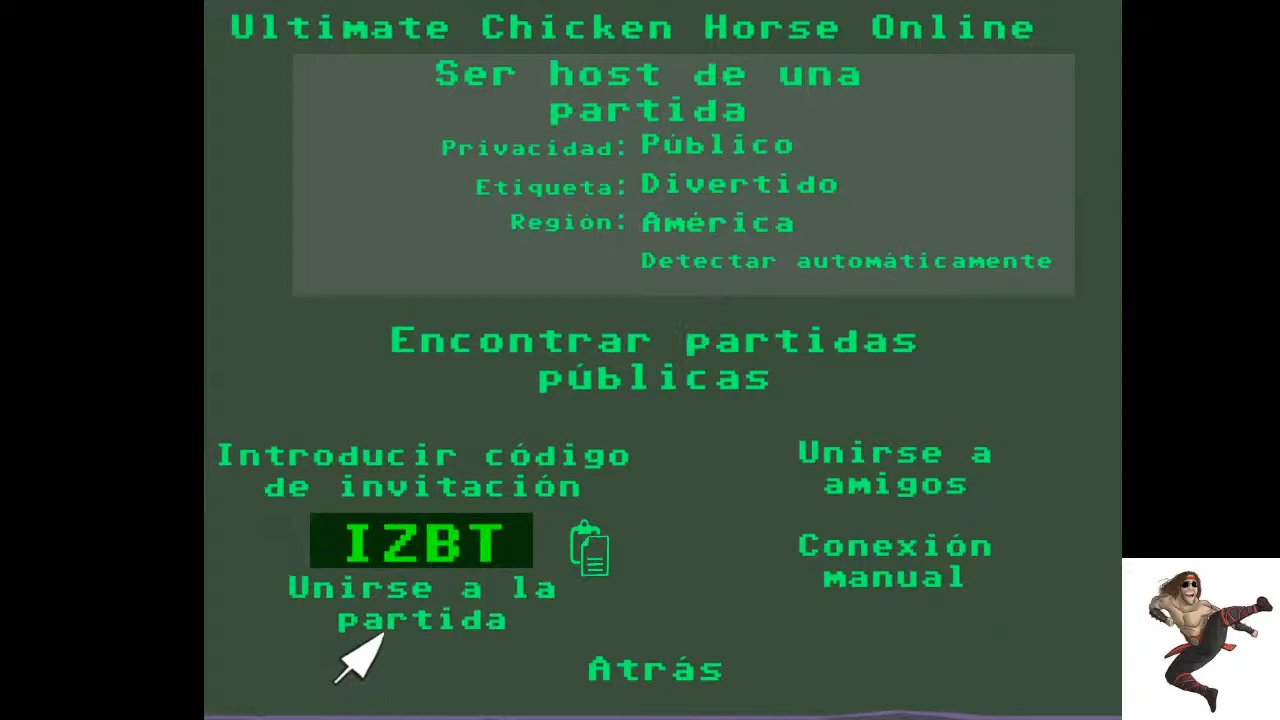 Ultimate Chicken Horse Online
Ser host de una
partida
Privacidad: Público
Etiqueta: Divertido
Región: América
Detectar automáticamente
Encontrar partidas
públicas
Introducir código
de invitación
IZBT
Unirse a la
partida
Unirse a
amigos
Conexión
manual
Atrás